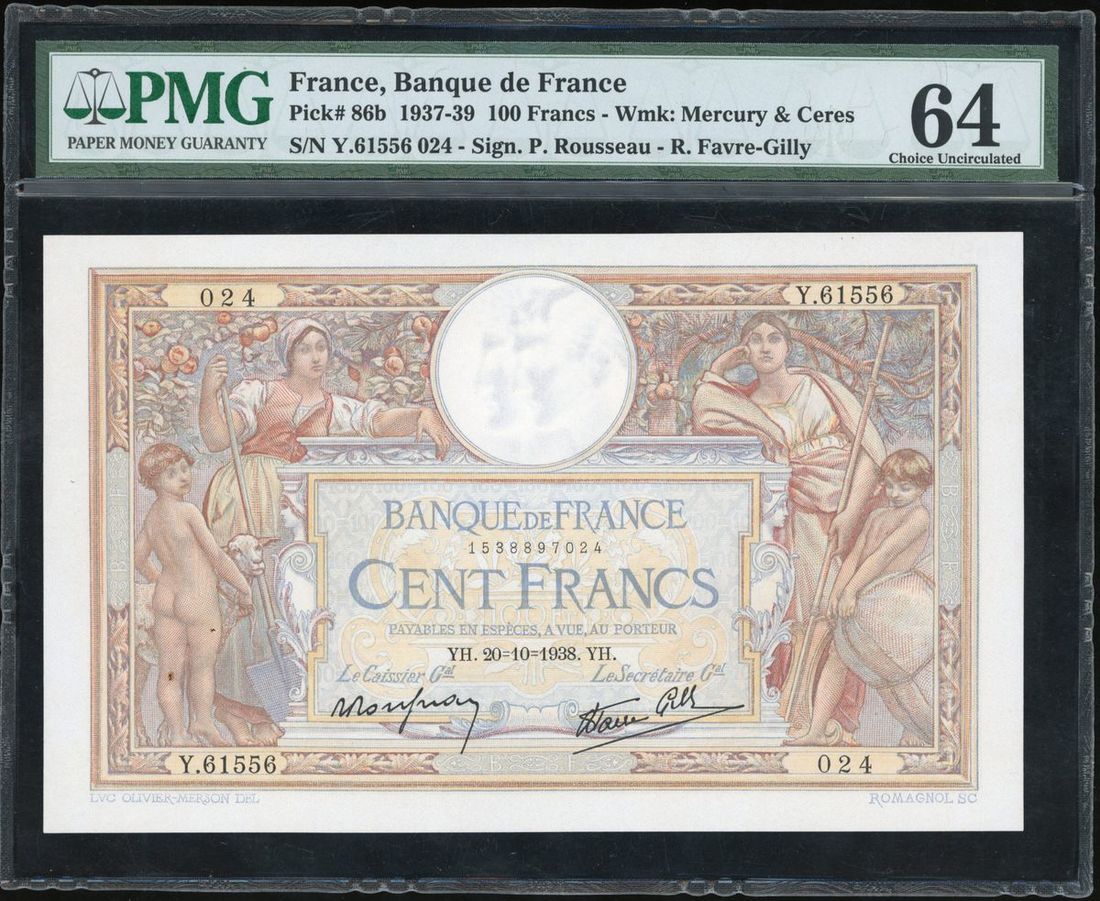 PMG
PAPER MONEY GUARANTY
France, Banque de France
Pick# 86b 1937-39 100 Francs - Wmk: Mercury & Ceres
S/N Y.61556 024 - Sign. P. Rousseau - R. Favre-Gilly
64
Choice Uncirculated
024
Y.61556
BANQUE DE FRANCE
1538897024
CENT FRANCS
PAYABLES EN ESPÈCES, A VUE, AU PORTEUR
YH. 20=10=1938. YH.
Le Caissier Gal
Le Secrétaire Gal
Y.61556
024
B F
LVC OLIVIER-MERSON DEL
ROMAGNOL SC